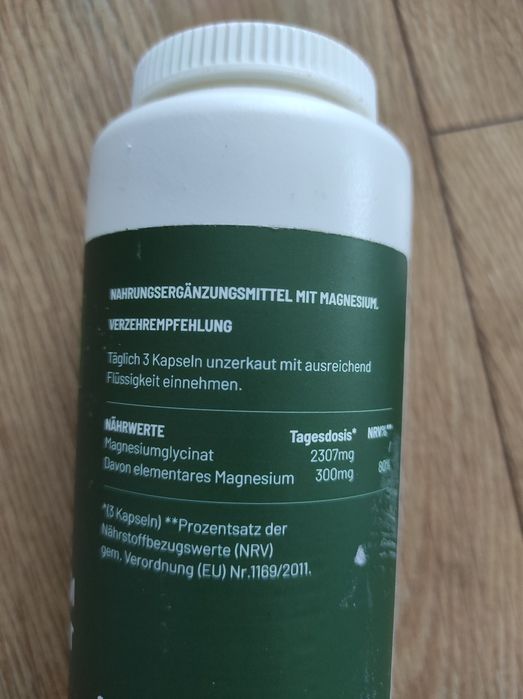 NAHRUNGSERGÄNZUNGSMITTEL MIT MAGNESIUM.
VERZEHREMPFEHLUNG
Täglich 3 Kapseln unzerkaut mit ausreichend
Flüssigkeit einnehmen.
NÄHRWERTE Tagesdosis* NRV%**
Magnesiumglycinat 2307mg
Davon elementares Magnesium 300mg 80%
*(3 Kapseln) **Prozentsatz der
Nährstoffbezugswerte (NRV)
gem. Verordnung (EU) Nr.1169/2011.